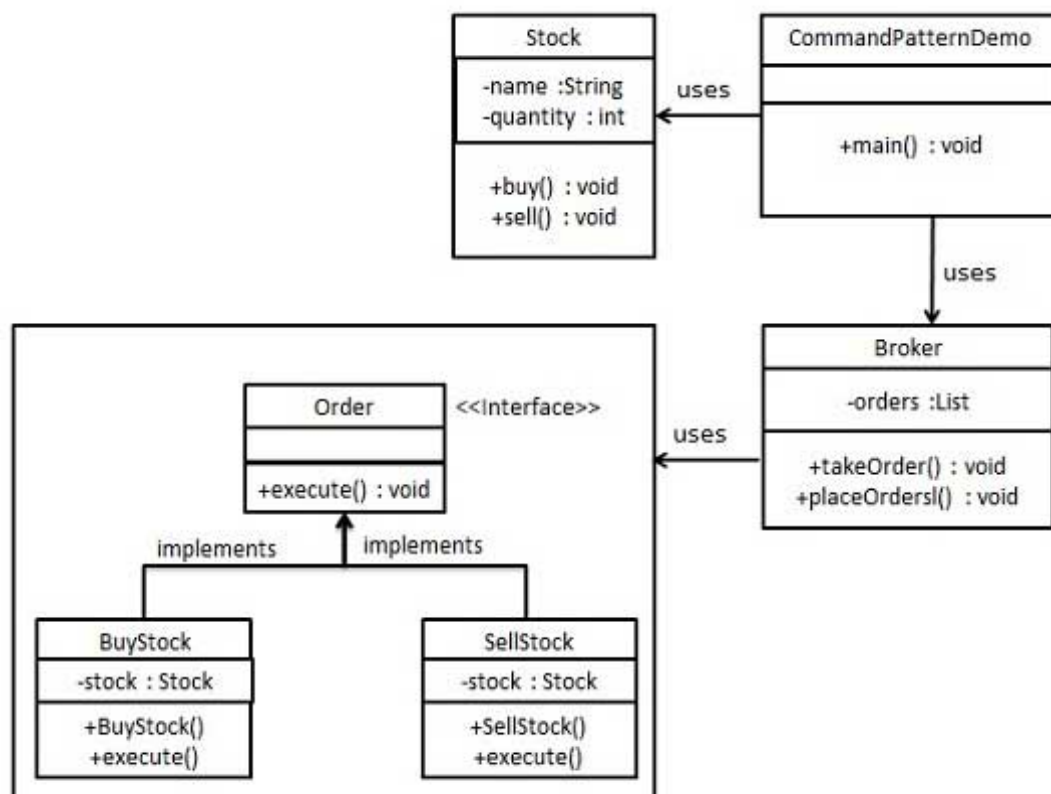 Stock
-name :String
-quantity : int
+buy() : void
+sell() : void
uses
CommandPatternDemo
+main() : void
uses
Broker
-orders :List
+takeOrder() : void
+placeOrdersl() : void
uses
Order
<<Interface>>
+execute() : void
implements
implements
BuyStock
-stock : Stock
+BuyStock()
+execute()
SellStock
-stock : Stock
+SellStock()
+execute()